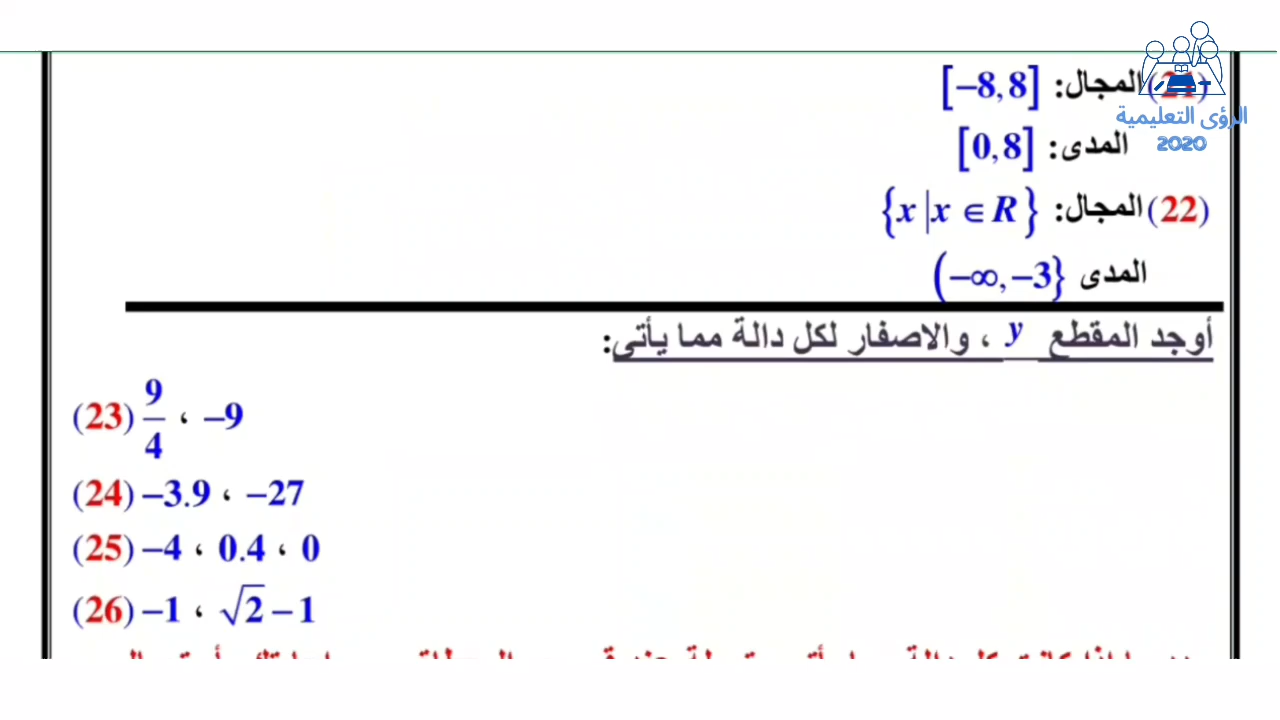 (21) المجال: [−8,8]
الرؤى التعليمية
2020
المدى: [0,8]
(22) المجال: {x|x ∈ R}
المدى (−∞,−3}
أوجد المقطع y ، والاصفار لكل دالة مما يأتي:
(23) 9/4 ، −9
(24) −3.9 ، −27
(25) −4 ، 0.4 ، 0
(26) −1 ، √2 − 1